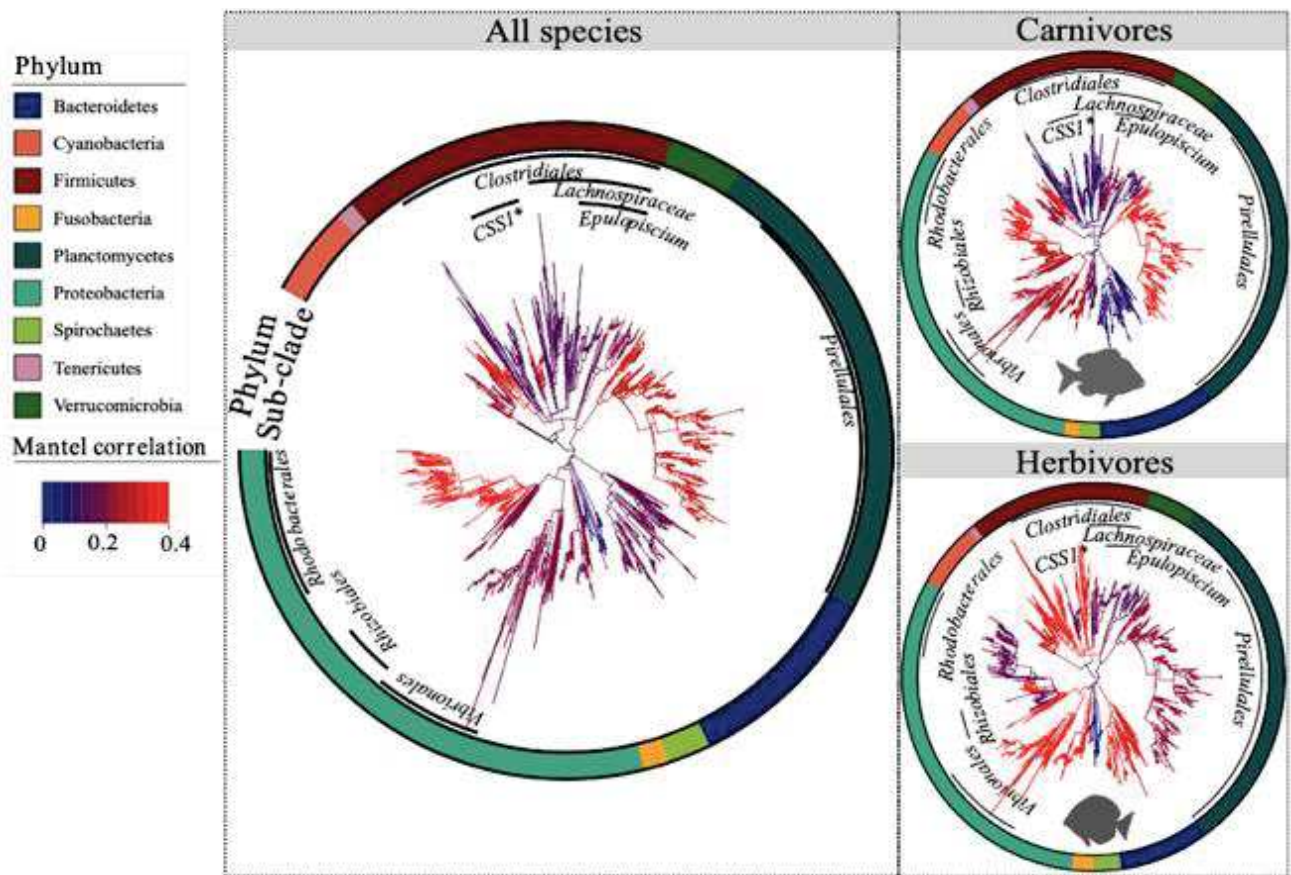 Phylum
Bacteroidetes
Cyanobacteria
Firmicutes
Fusobacteria
Planctomycetes
Proteobacteria
Spirochaetes
Tenericutes
Verrucomicrobia
Mantel correlation
0 0.2 0.4
All species
Clostridiales
Lachnospiraceae
CSS1*
Epulopiscium
Pirellulales
Phylum
Sub-clade
Rhodobacterales
Rhizobiales
Vibrionales
Carnivores
Clostridiales
Lachnospiraceae
CSS1*
Epulopiscium
Rhodobacterales
Pirellulales
Rhizobiales
Vibrionales
Herbivores
Clostridiales
Lachnospiraceae
CSS1*
Epulopiscium
Rhodobacterales
Pirellulales
Rhizobiales
Vibrionales